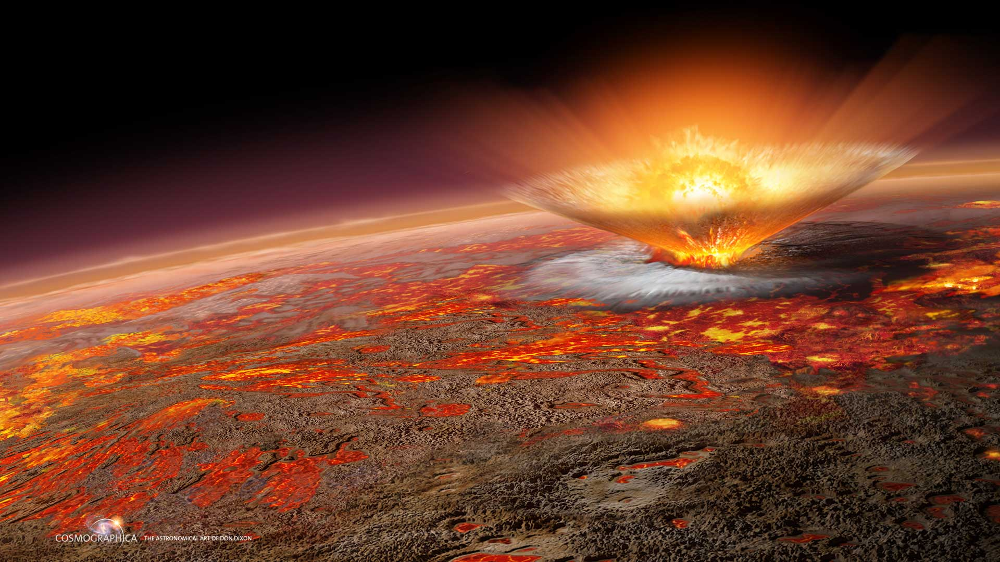 COSMOGRAPHICA THE ASTRONOMICAL ART OF DON DIXON